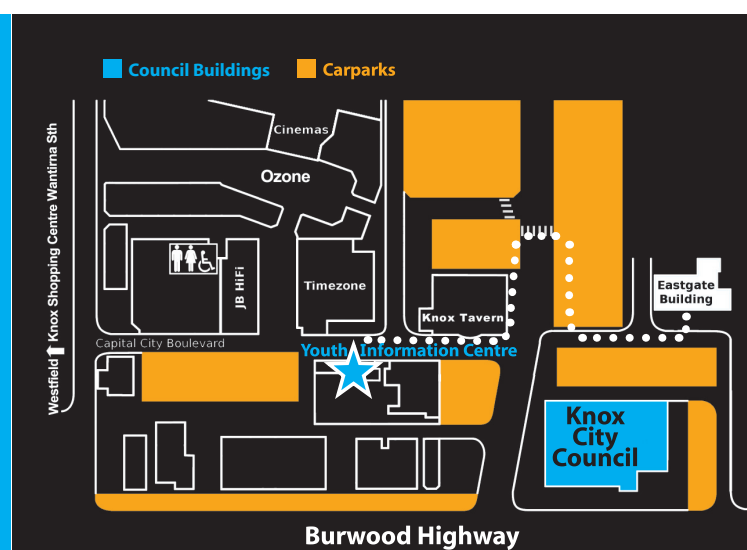 Council Buildings
Carparks
Cinemas
Ozone
Westfield Knox Shopping Centre Wantirna Sth
JB HiFi
Timezone
Knox Tavern
Eastgate
Building
Capital City Boulevard
Youth Information Centre
Knox
City
Council
Burwood Highway